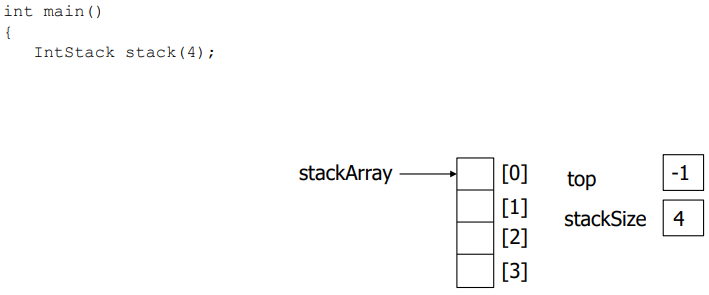 int main()
{
IntStack stack(4);
stackArray [0] top -1
[1] stackSize 4
[2]
[3]